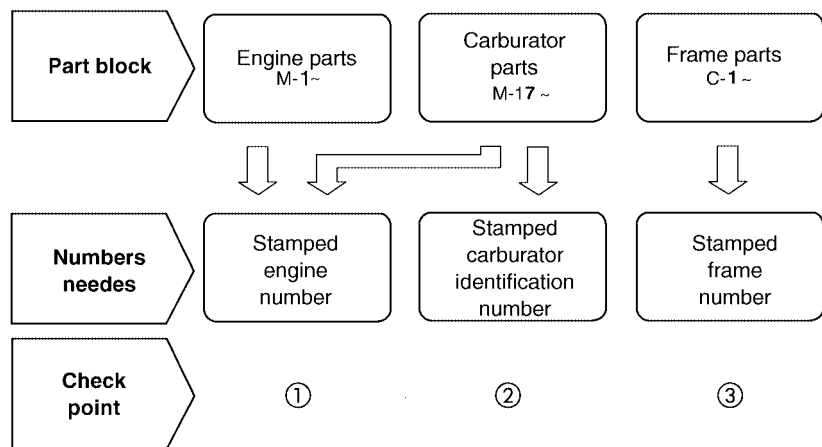 Part block
Engine parts
M-1~
Carburator
parts
M-17 ~
Frame parts
C-1 ~
Numbers
needes
Stamped
engine
number
Stamped
carburator
identification
number
Stamped
frame
number
Check
point
①
②
③